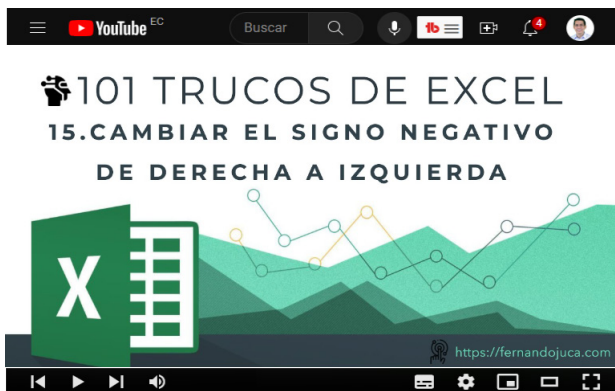 YouTube EC
Buscar
tb
4
101 TRUCOS DE EXCEL
15.CAMBIAR EL SIGNO NEGATIVO
DE DERECHA A IZQUIERDA
X
https://fernandojuca.com